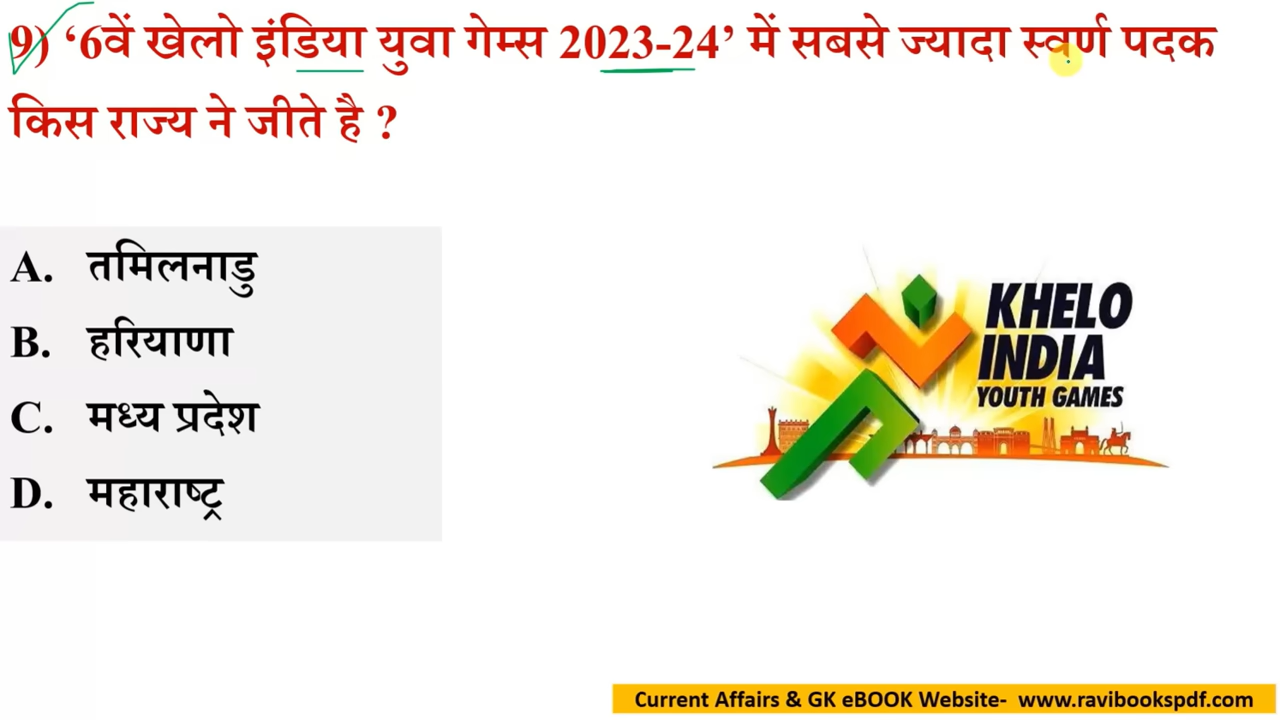 9) ‘6वें खेलो इंडिया युवा गेम्स 2023-24’ में सबसे ज्यादा स्वर्ण पदक
किस राज्य ने जीते है ?
A. तमिलनाडु
B. हरियाणा
C. मध्य प्रदेश
D. महाराष्ट्र
KHELO
INDIA
YOUTH GAMES
Current Affairs & GK eBOOK Website- www.ravibookspdf.com